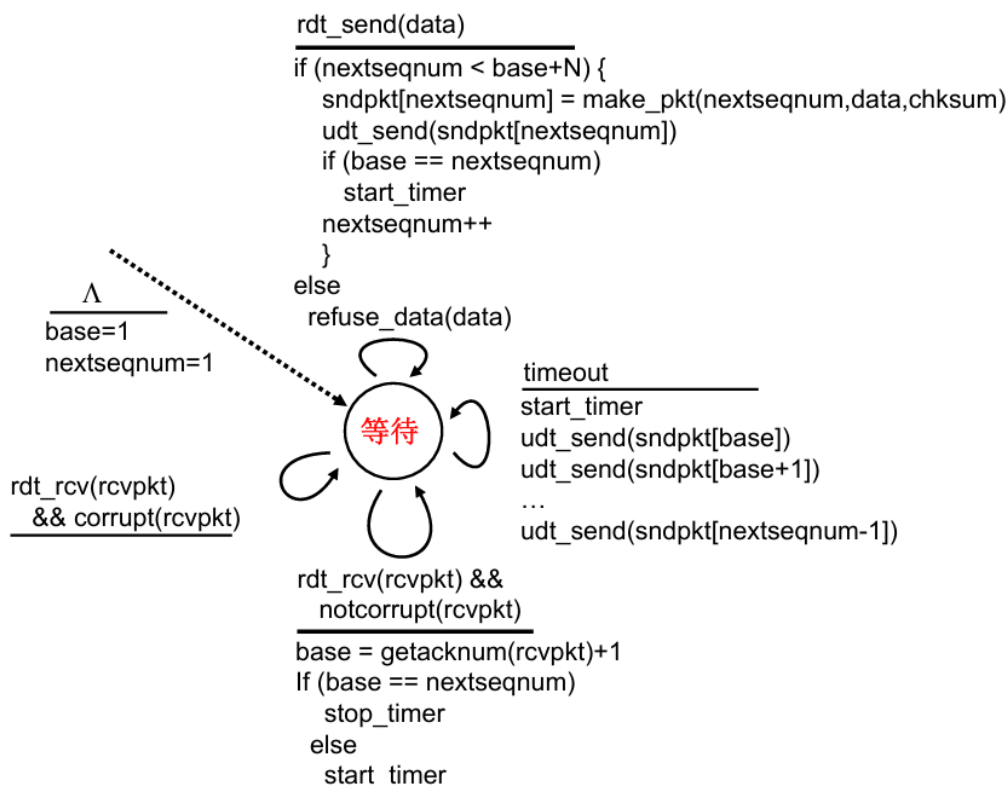 rdt_send(data)
if (nextseqnum < base+N) {
sndpkt[nextseqnum] = make_pkt(nextseqnum,data,chksum)
udt_send(sndpkt[nextseqnum])
if (base == nextseqnum)
start_timer
nextseqnum++
}
else
refuse_data(data)
Λ
base=1
nextseqnum=1
等待
timeout
start_timer
udt_send(sndpkt[base])
udt_send(sndpkt[base+1])
…
udt_send(sndpkt[nextseqnum-1])
rdt_rcv(rcvpkt)
&& corrupt(rcvpkt)
rdt_rcv(rcvpkt) &&
notcorrupt(rcvpkt)
base = getacknum(rcvpkt)+1
If (base == nextseqnum)
stop_timer
else
start_timer